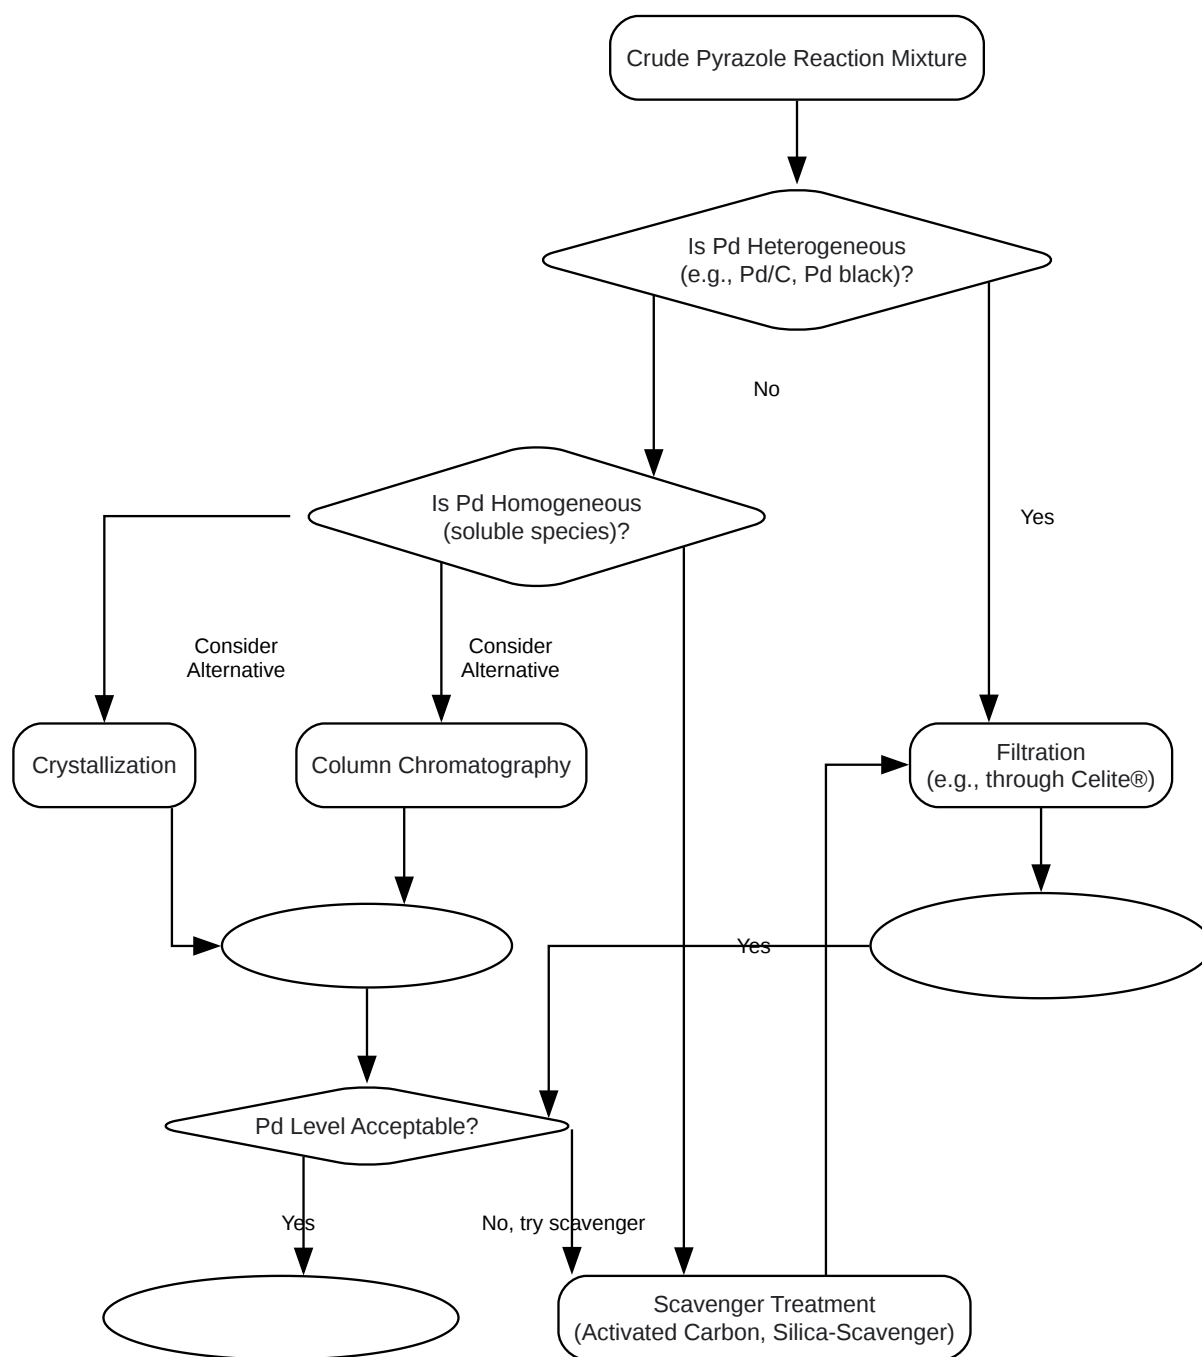 Crude Pyrazole Reaction Mixture
Is Pd Heterogeneous
(e.g., Pd/C, Pd black)?
No
Is Pd Homogeneous
(soluble species)?
Yes
Consider
Alternative
Consider
Alternative
Crystallization
Column Chromatography
Filtration
(e.g., through Celite®)
Yes
Pd Level Acceptable?
Yes
No, try scavenger
Scavenger Treatment
(Activated Carbon, Silica-Scavenger)